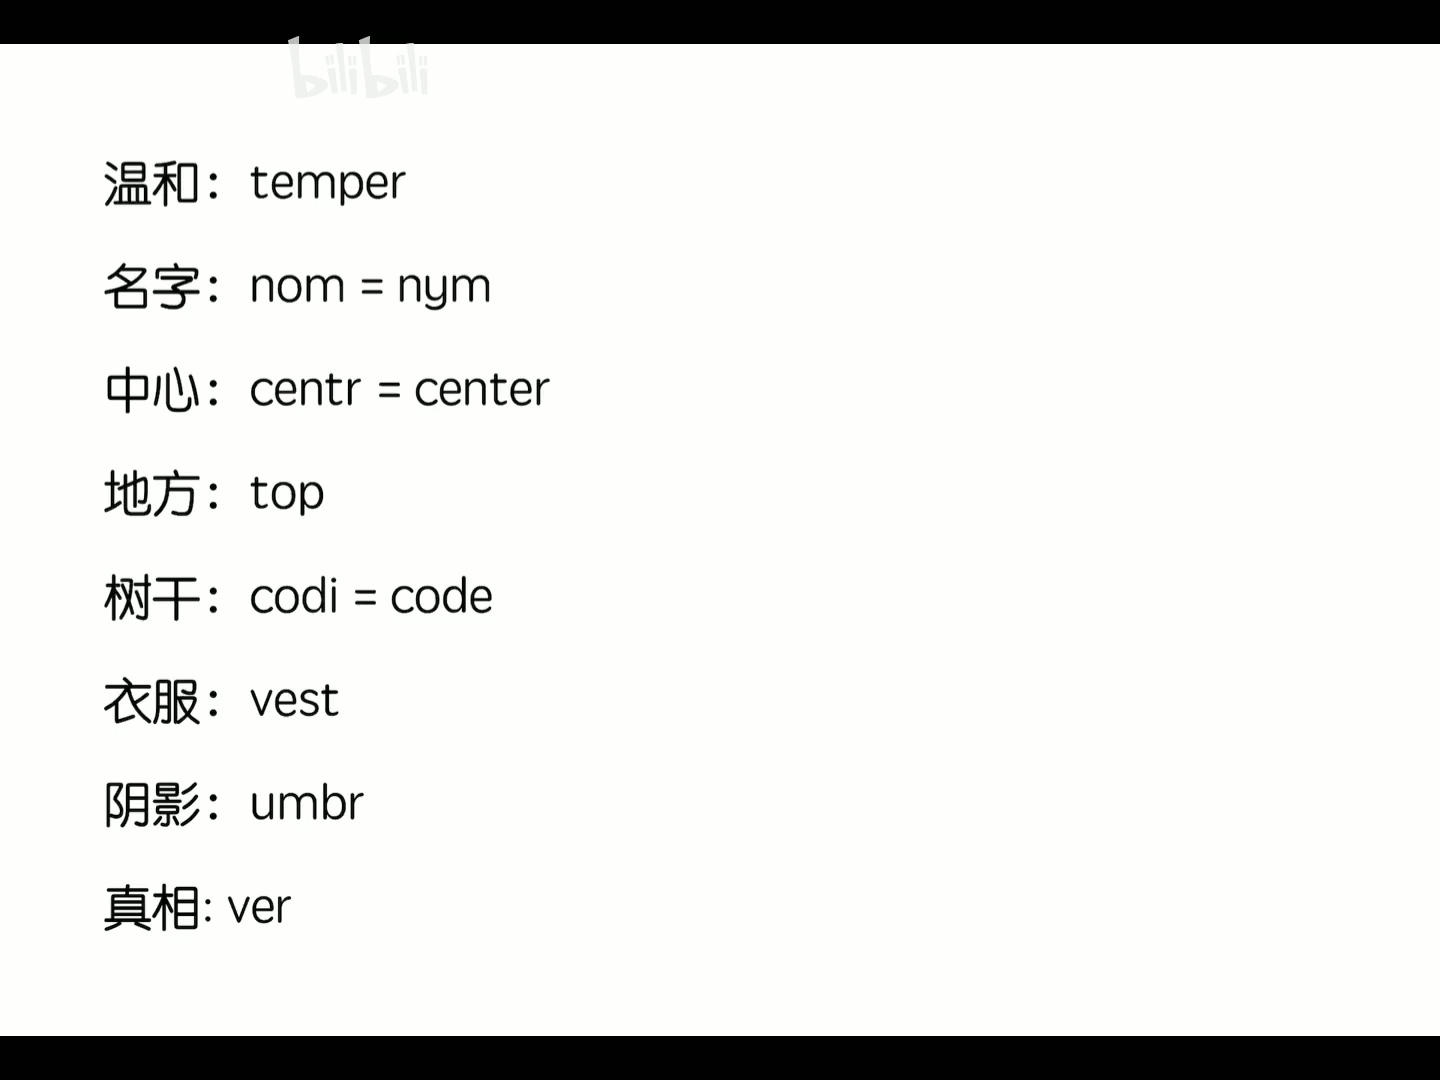 bilibili
温和：temper
名字：nom = nym
中心：centr = center
地方：top
树干：codi = code
衣服：vest
阴影：umbr
真相: ver